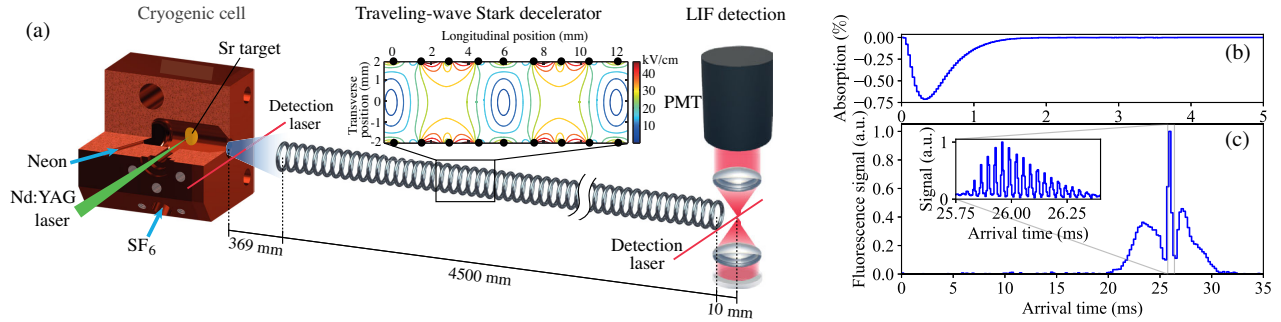 (a)
Cryogenic cell
Sr target
Detection
laser
Neon
Nd:YAG
laser
SF6
369 mm
4500 mm
10 mm
Traveling-wave Stark decelerator
Longitudinal position (mm)
0 2 4 6 8 10 12
Transverse
position (mm)
2
1
0
-1
-2
kV/cm
40
30
20
10
LIF detection
PMT
Detection
laser
(b)
Absorption (%)
0.00
−0.25
−0.50
−0.75
0 1 2 3 4 5
(c)
Fluorescence signal (a.u.)
1.0
0.8
0.6
0.4
0.2
0.0
0 5 10 15 20 25 30 35
Arrival time (ms)
Signal (a.u.)
1
0
25.75 26.00 26.25
Arrival time (ms)